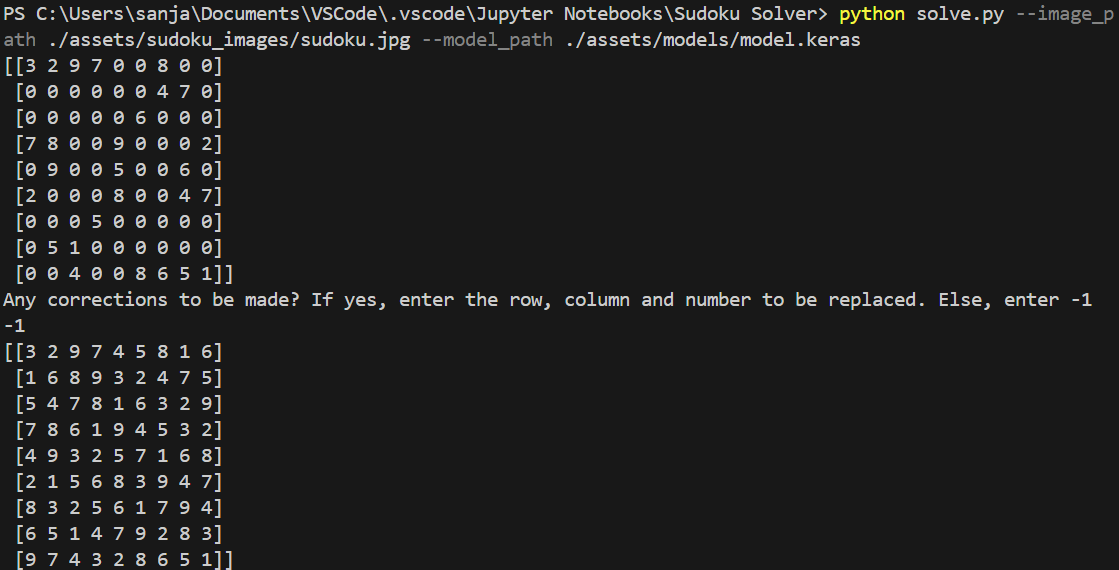 PS C:\Users\sanja\Documents\VSCode\.vscode\Jupyter Notebooks\Sudoku Solver> python solve.py --image_p
ath ./assets/sudoku_images/sudoku.jpg --model_path ./assets/models/model.keras
[[3 2 9 7 0 0 8 0 0]
 [0 0 0 0 0 0 4 7 0]
 [0 0 0 0 0 6 0 0 0]
 [7 8 0 0 9 0 0 0 2]
 [0 9 0 0 5 0 0 6 0]
 [2 0 0 0 8 0 0 4 7]
 [0 0 0 5 0 0 0 0 0]
 [0 5 1 0 0 0 0 0 0]
 [0 0 4 0 0 8 6 5 1]]
Any corrections to be made? If yes, enter the row, column and number to be replaced. Else, enter -1
-1
[[3 2 9 7 4 5 8 1 6]
 [1 6 8 9 3 2 4 7 5]
 [5 4 7 8 1 6 3 2 9]
 [7 8 6 1 9 4 5 3 2]
 [4 9 3 2 5 7 1 6 8]
 [2 1 5 6 8 3 9 4 7]
 [8 3 2 5 6 1 7 9 4]
 [6 5 1 4 7 9 2 8 3]
 [9 7 4 3 2 8 6 5 1]]